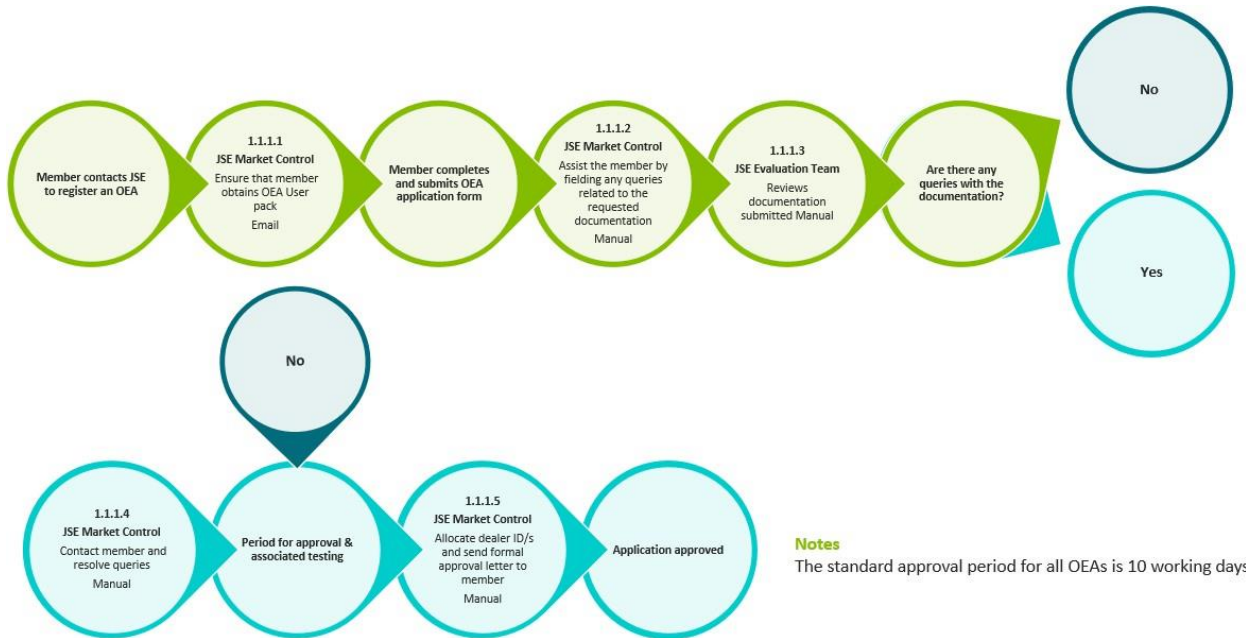 Member contacts JSE
to register an OEA
1.1.1.1
JSE Market Control
Ensure that member
obtains OEA User
pack
Email
Member completes
and submits OEA
application form
1.1.1.2
JSE Market Control
Assist the member by
fielding any queries
related to the
requested
documentation
Manual
1.1.1.3
JSE Evaluation Team
Reviews
documentation
submitted Manual
Are there any
queries with the
documentation?
No
Yes
No
1.1.1.4
JSE Market Control
Contact member and
resolve queries
Manual
Period for approval &
associated testing
1.1.1.5
JSE Market Control
Allocate dealer ID/s
and send formal
approval letter to
member
Manual
Application approved
Notes
The standard approval period for all OEAs is 10 working days